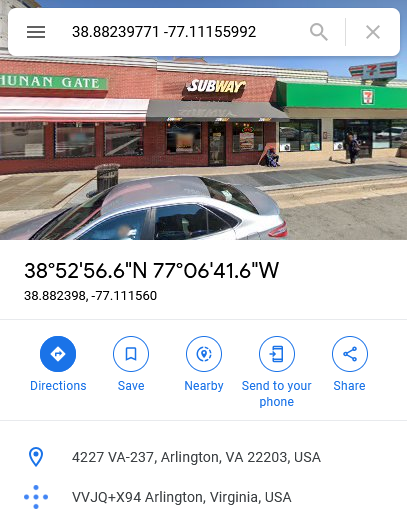 38.88239771 -77.11155992
HUNAN GATE
SUBWAY
38°52'56.6"N 77°06'41.6"W
38.882398, -77.111560
Directions
Save
Nearby
Send to your phone
Share
4227 VA-237, Arlington, VA 22203, USA
VVJQ+X94 Arlington, Virginia, USA